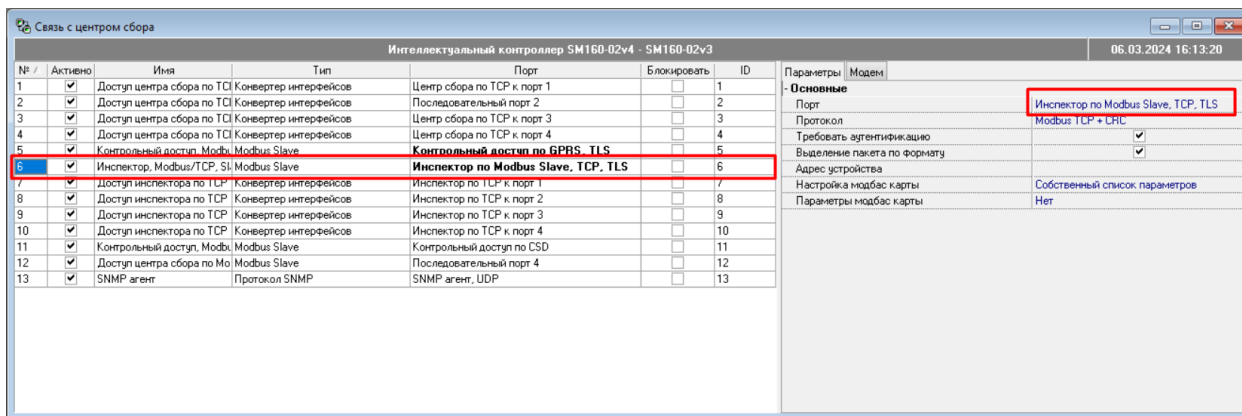 Связь с центром сбора
Интеллектуальный контроллер SM160-02v4 - SM160-02v3 06.03.2024 16:13:20
№ Активно Имя Тип Порт Блокировать ID
1 Доступ центра сбора по TCI Конвертер интерфейсов Центр сбора по TCP к порт 1 1
2 Доступ центра сбора по TCI Конвертер интерфейсов Последовательный порт 2 2
3 Доступ центра сбора по TCI Конвертер интерфейсов Центр сбора по TCP к порт 3 3
4 Доступ центра сбора по TCI Конвертер интерфейсов Центр сбора по TCP к порт 4 4
5 Контрольный доступ, Modbu Modbus Slave Контрольный доступ по GPRS, TLS 5
6 Инспектор, Modbus/TCP, Sl Modbus Slave Инспектор по Modbus Slave, TCP, TLS 6
7 Доступ инспектора по TCP Конвертер интерфейсов Инспектор по TCP к порт 1 7
8 Доступ инспектора по TCP Конвертер интерфейсов Инспектор по TCP к порт 2 8
9 Доступ инспектора по TCP Конвертер интерфейсов Инспектор по TCP к порт 3 9
10 Доступ инспектора по TCP Конвертер интерфейсов Инспектор по TCP к порт 4 10
11 Контрольный доступ, Modbu Modbus Slave Контрольный доступ по CSD 11
12 Доступ центра сбора по Mo Modbus Slave Последовательный порт 4 12
13 SNMP агент Протокол SNMP SNMP агент, UDP 13
Параметры Модем
- Основные
Порт Инспектор по Modbus Slave, TCP, TLS
Протокол Modbus TCP + CRC
Требовать аутентификацию
Выделение пакета по формату
Адрес устройства
Настройка модбас карты Собственный список параметров
Параметры модбас карты Нет